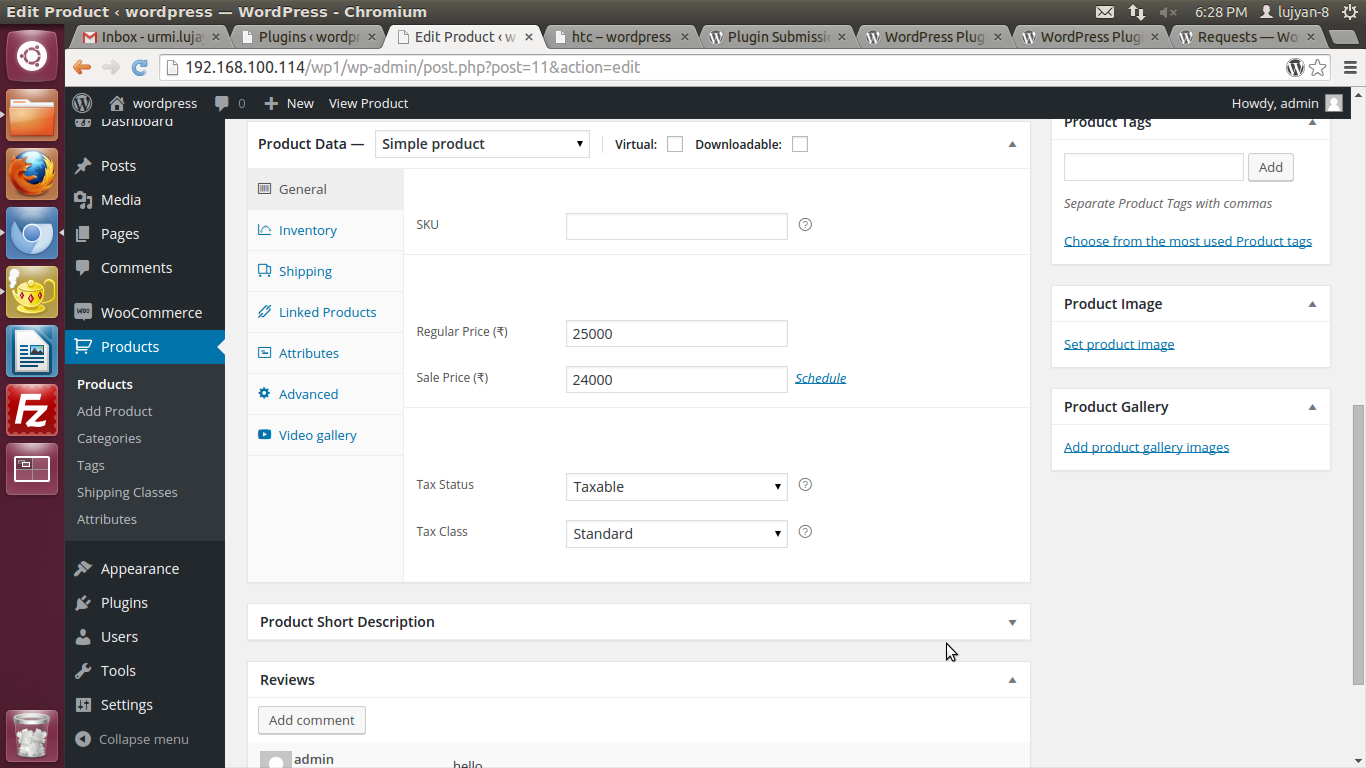 Edit Product ‹ wordpress — WordPress - Chromium
6:28 PM
lujyan-8
Inbox - urmi.luja
Plugins ‹ wordp
Edit Product ‹ w
htc – wordpress
Plugin Submissi
WordPress Plug
WordPress Plug
Requests — Wo
192.168.100.114/wp1/wp-admin/post.php?post=11&action=edit
wordpress
0
New
View Product
Howdy, admin
Dashboard
Posts
Media
Pages
Comments
WooCommerce
Products
Products
Add Product
Categories
Tags
Shipping Classes
Attributes
Appearance
Plugins
Users
Tools
Settings
Collapse menu
Product Data —
Simple product
Virtual:
Downloadable:
General
Inventory
Shipping
Linked Products
Attributes
Advanced
Video gallery
SKU
Regular Price (₹)
25000
Sale Price (₹)
24000
Schedule
Tax Status
Taxable
Tax Class
Standard
Product Short Description
Reviews
Add comment
admin
hello
Product Tags
Add
Separate Product Tags with commas
Choose from the most used Product tags
Product Image
Set product image
Product Gallery
Add product gallery images